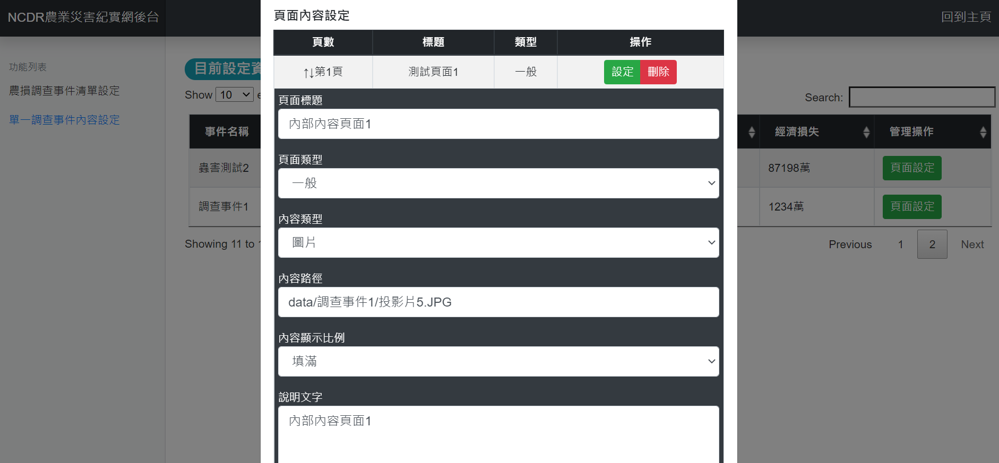 NCDR農業災害紀實網後台
回到主頁
功能列表
農損調查事件清單設定
單一調查事件內容設定
目前設定資
Show 10
Search:
事件名稱
經濟損失
管理操作
蟲害測試2
87198萬
頁面設定
調查事件1
1234萬
頁面設定
Showing 11 to
Previous 1 2 Next
頁面內容設定
頁數 標題 類型 操作
↑↓第1頁 測試頁面1 一般 設定 刪除
頁面標題
內部內容頁面1
頁面類型
一般
內容類型
圖片
內容路徑
data/調查事件1/投影片5.JPG
內容顯示比例
填滿
說明文字
內部內容頁面1